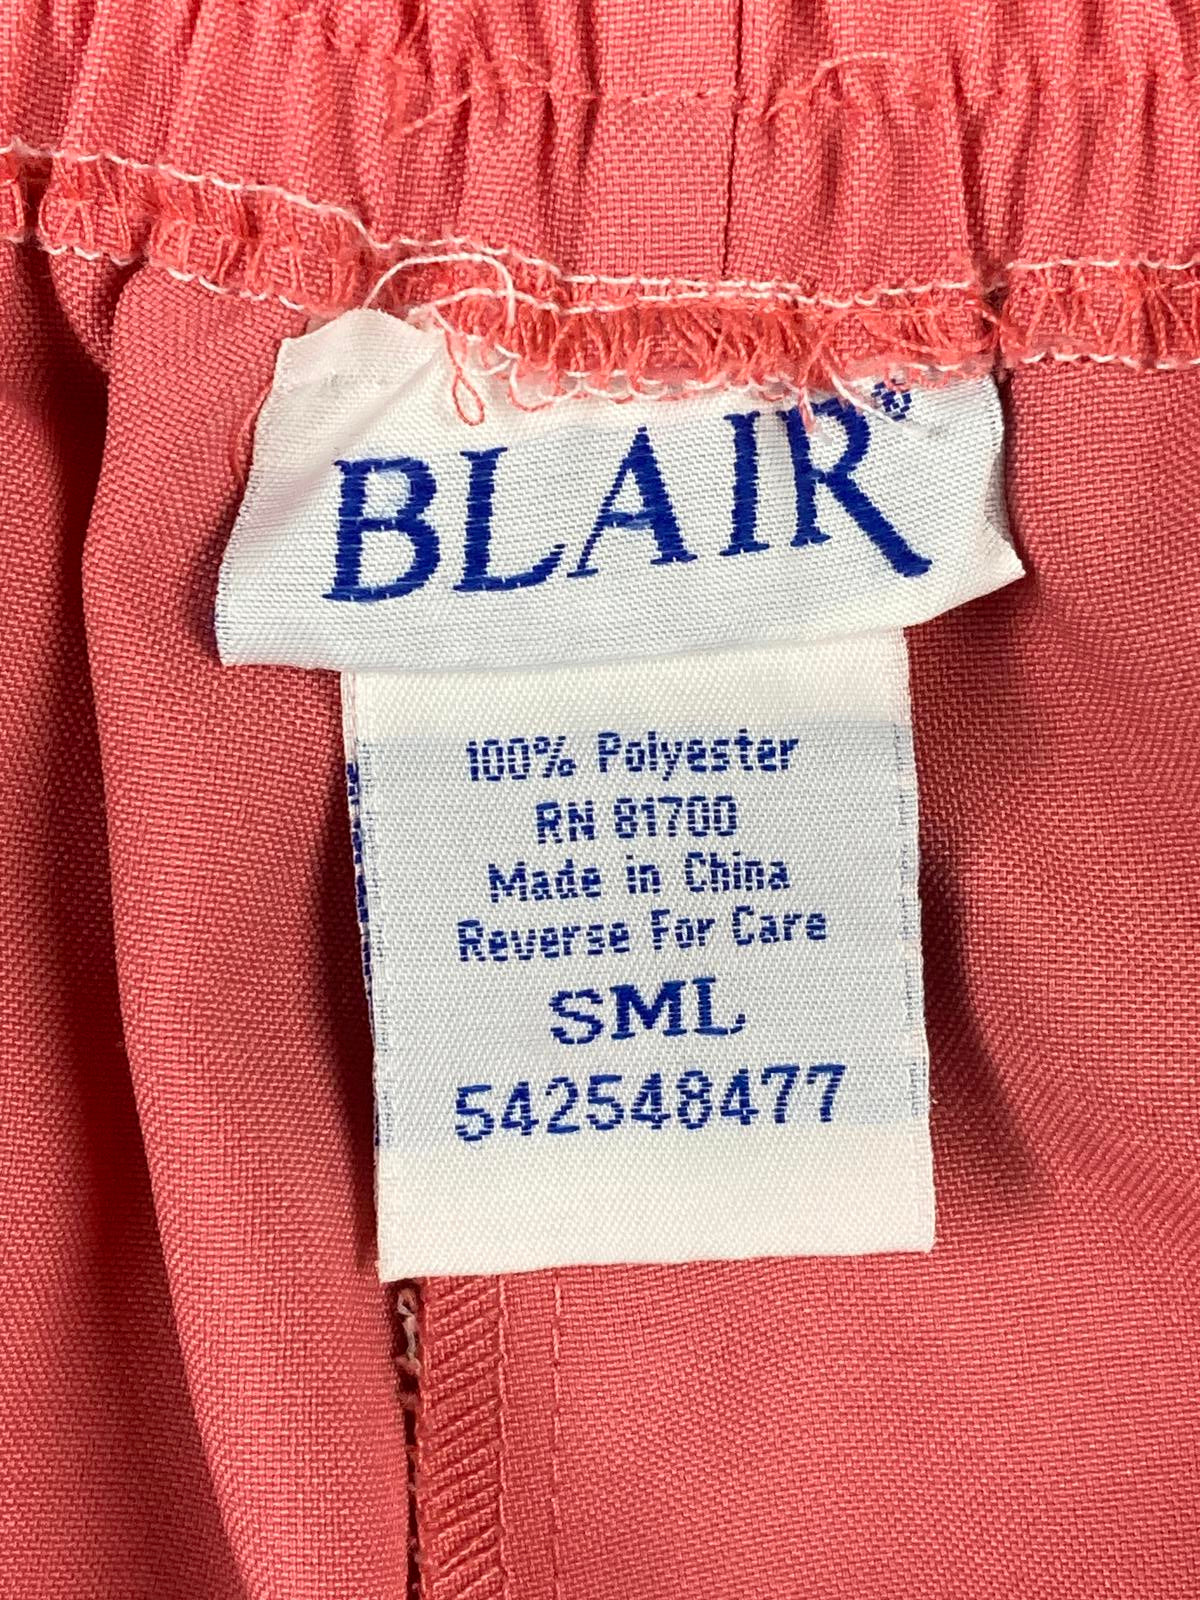 BLAIR®
100% Polyester
RN 81700
Made in China
Reverse For Care
SML
542548477